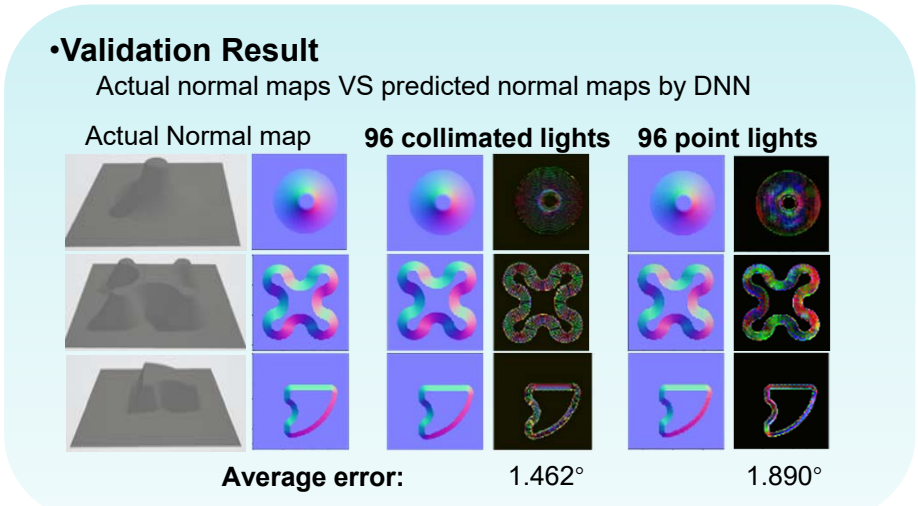 •Validation Result
Actual normal maps VS predicted normal maps by DNN
Actual Normal map
96 collimated lights
96 point lights
Average error:
1.462°
1.890°